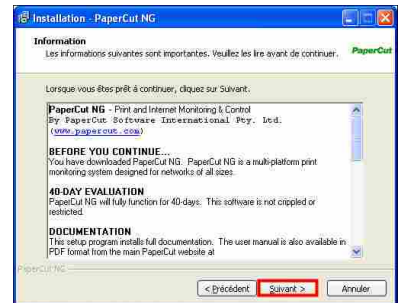 Installation - PaperCut NG
Information
Les informations suivantes sont importantes. Veuillez les lire avant de continuer.
PaperCut
Lorsque vous êtes prêt à continuer, cliquez sur Suivant.
PaperCut NG - Print and Internet Monitoring & Control
By PaperCut Software International Pty. Ltd.
(www.papercut.com)
BEFORE YOU CONTINUE...
You have downloaded PaperCut NG. PaperCut NG is a multi-platform print
monitoring system designed for networks of all sizes.
40-DAY EVALUATION
PaperCut NG will fully function for 40-days. This software is not crippled or
restricted.
DOCUMENTATION
This setup program installs full documentation. The user manual is also available in
PDF format from the main PaperCut website at
PaperCut NG
< Précédent
Suivant >
Annuler